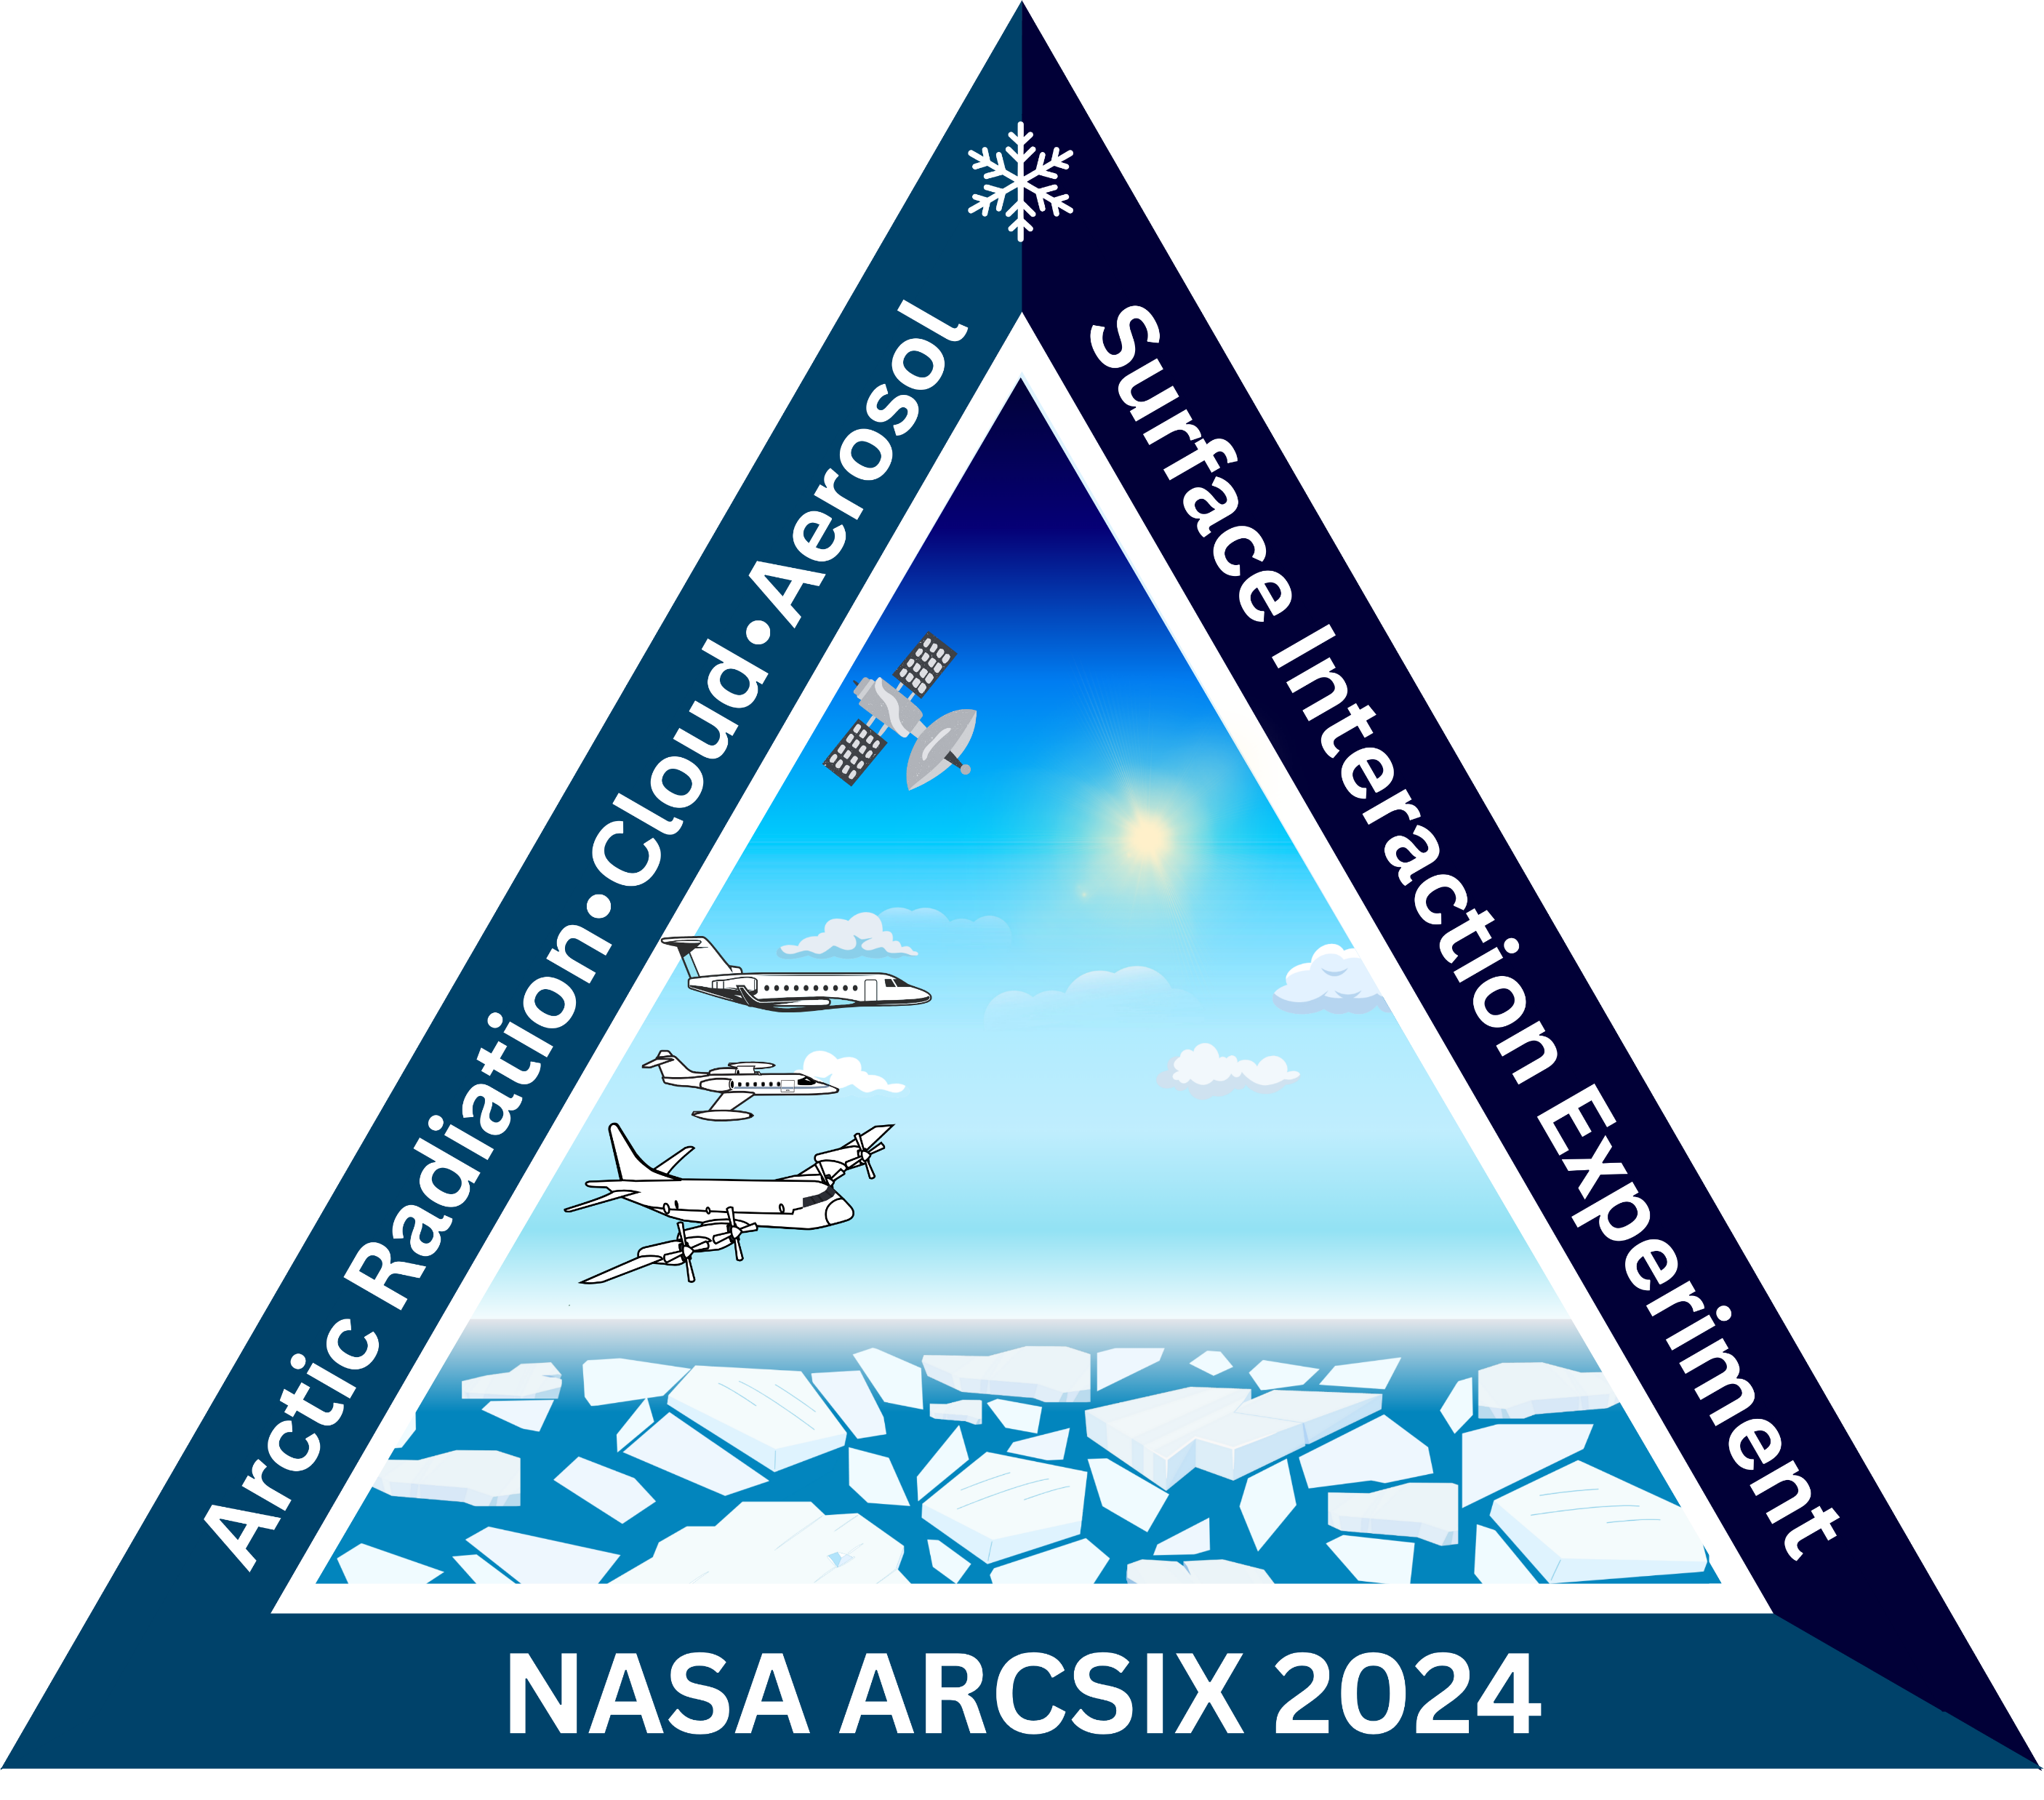 Arctic Radiation•Cloud•Aerosol
Surface Interaction Experiment
NASA ARCSIX 2024